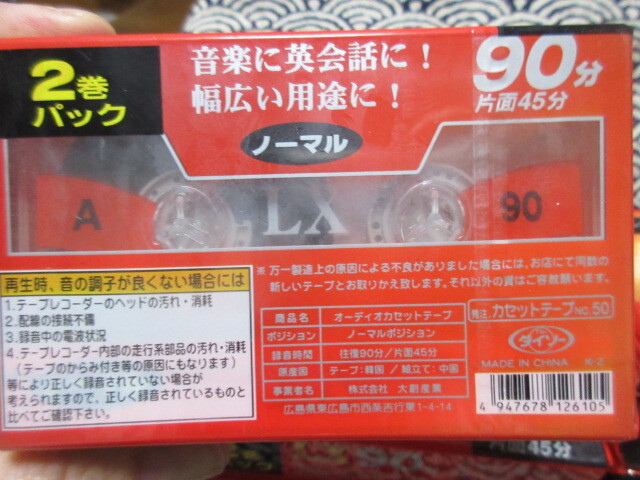 2巻
パック
音楽に英会話に!
幅広い用途に!
90分
片面45分
ノーマル
A
LX
90
※万一製造上の原因による不良がありました場合には、お店にて同数の
新しいテープとお取りかえ致します。それ以外の責はご容赦願います。
再生時、音の調子が良くない場合には
1.テープレコーダーのヘッドの汚れ・消耗
2.配線の接続不備
3.録音中の電波状況
4.テープレコーダー内部の走行系部品の汚れ・消耗
(テープのからみ付き等の原因にもなります)
等により正しく録音されていない場合が
考えられますので、正しく録音されているものと
比べてご確認下さい。
商品名 オーディオカセットテープ
ポジション ノーマルポジション
録音時間 往復90分/片面45分
原産国 テープ:韓国 / 組立て:中国
事業者名 株式会社 大創産業
広島県東広島市西条吉行東1-4-14
発注 カセットテープNO.50
ダイソー
MADE IN CHINA K-2
4 947678 126105
パック
90
片面45分